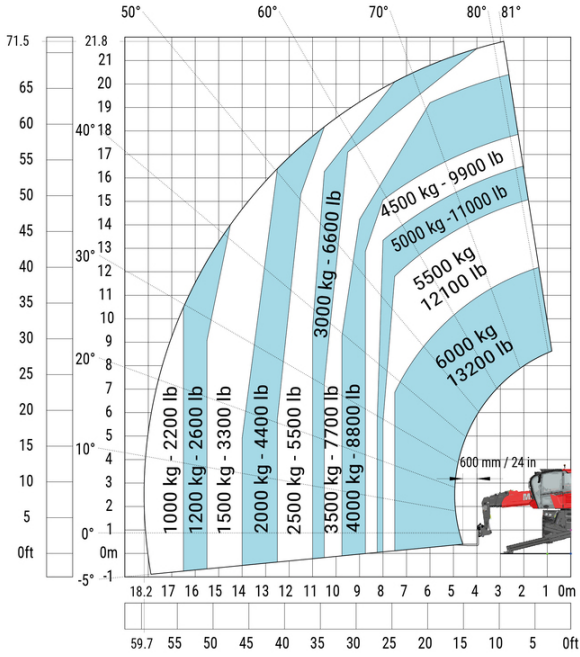 50° 60° 70° 80° 81°
71.5 21.8
21
65 20
19
60 40° 18
17
55 16
50 15
14
45 30° 13
40 12
11
35 10
30 9
20° 8
25 7
20 6
5
15 10° 4
10 3
2
5 0° 1
0ft 0m
-5° -1
4500 kg - 9900 lb
5000 kg -11000 lb
5500 kg
12100 lb
6000 kg
13200 lb
600 mm / 24 in
1000 kg - 2200 lb
1200 kg - 2600 lb
1500 kg - 3300 lb
2000 kg - 4400 lb
2500 kg - 5500 lb
3000 kg - 6600 lb
3500 kg - 7700 lb
4000 kg - 8800 lb
18.2 17 16 15 14 13 12 11 10 9 8 7 6 5 4 3 2 1 0m
59.7 55 50 45 40 35 30 25 20 15 10 5 0ft